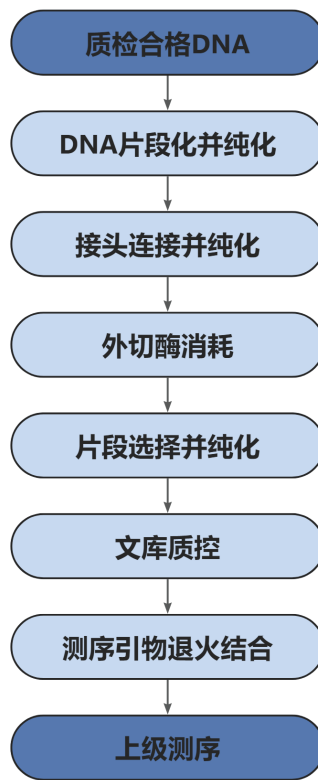 质检合格DNA
DNA片段化并纯化
接头连接并纯化
外切酶消耗
片段选择并纯化
文库质控
测序引物退火结合
上级测序